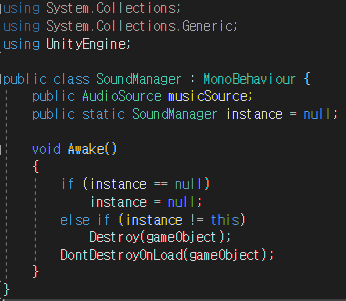 using System.Collections;
using System.Collections.Generic;
using UnityEngine;
public class SoundManager : MonoBehaviour {
public AudioSource musicSource;
public static SoundManager instance = null;
void Awake()
{
if (instance == null)
instance = null;
else if (instance != this)
Destroy(gameObject);
DontDestroyOnLoad(gameObject);
}
}